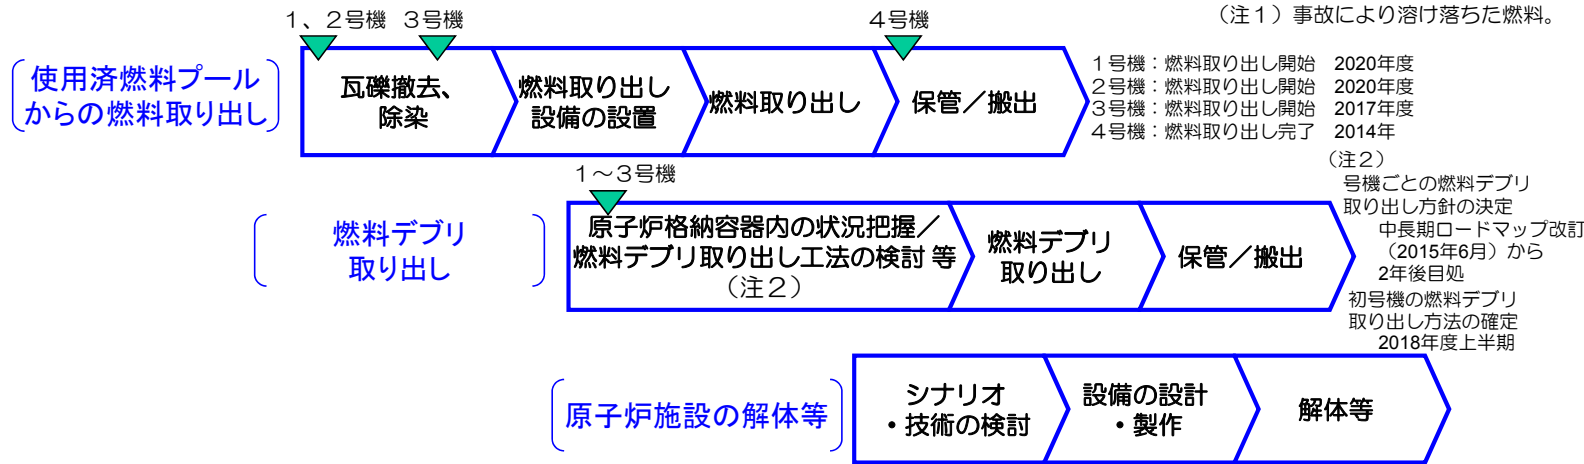 （注１）事故により溶け落ちた燃料。
１、２号機 ３号機
４号機
使用済燃料プール
からの燃料取り出し
瓦礫撤去、
除染
燃料取り出し
設備の設置
燃料取り出し
保管／搬出
１号機：燃料取り出し開始 2020年度
２号機：燃料取り出し開始 2020年度
３号機：燃料取り出し開始 2017年度
４号機：燃料取り出し完了 2014年
１～３号機
燃料デブリ
取り出し
原子炉格納容器内の状況把握／
燃料デブリ取り出し工法の検討 等
（注２）
燃料デブリ
取り出し
保管／搬出
（注２）
号機ごとの燃料デブリ
取り出し方針の決定
中長期ロードマップ改訂
（2015年6月）から
2年後目処
初号機の燃料デブリ
取り出し方法の確定
2018年度上半期
原子炉施設の解体等
シナリオ
・技術の検討
設備の設計
・製作
解体等